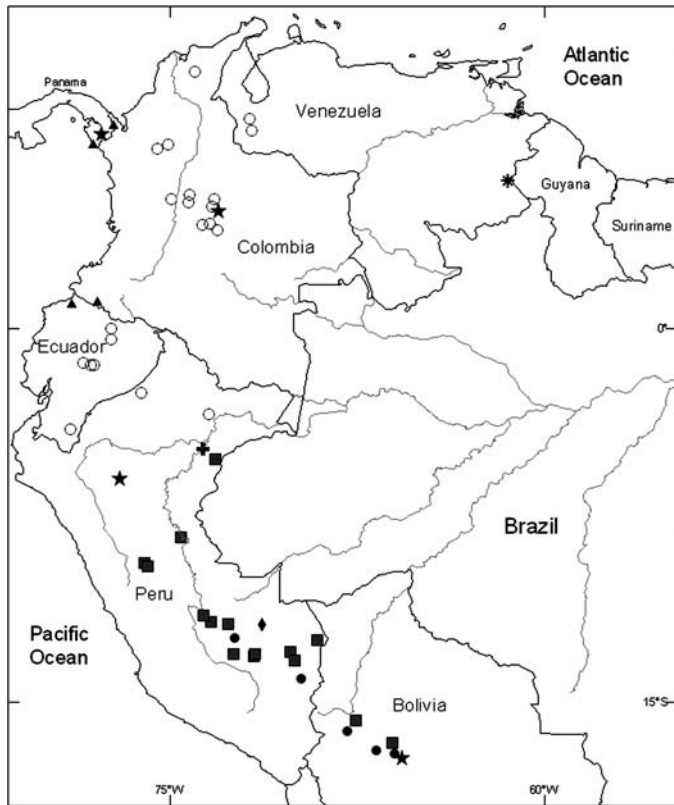 Atlantic
Ocean
Panama
Venezuela
Guyana
Suriname
Colombia
0°
Ecuador
Brazil
Peru
Pacific
Ocean
15°S
Bolivia
75°W
60°W